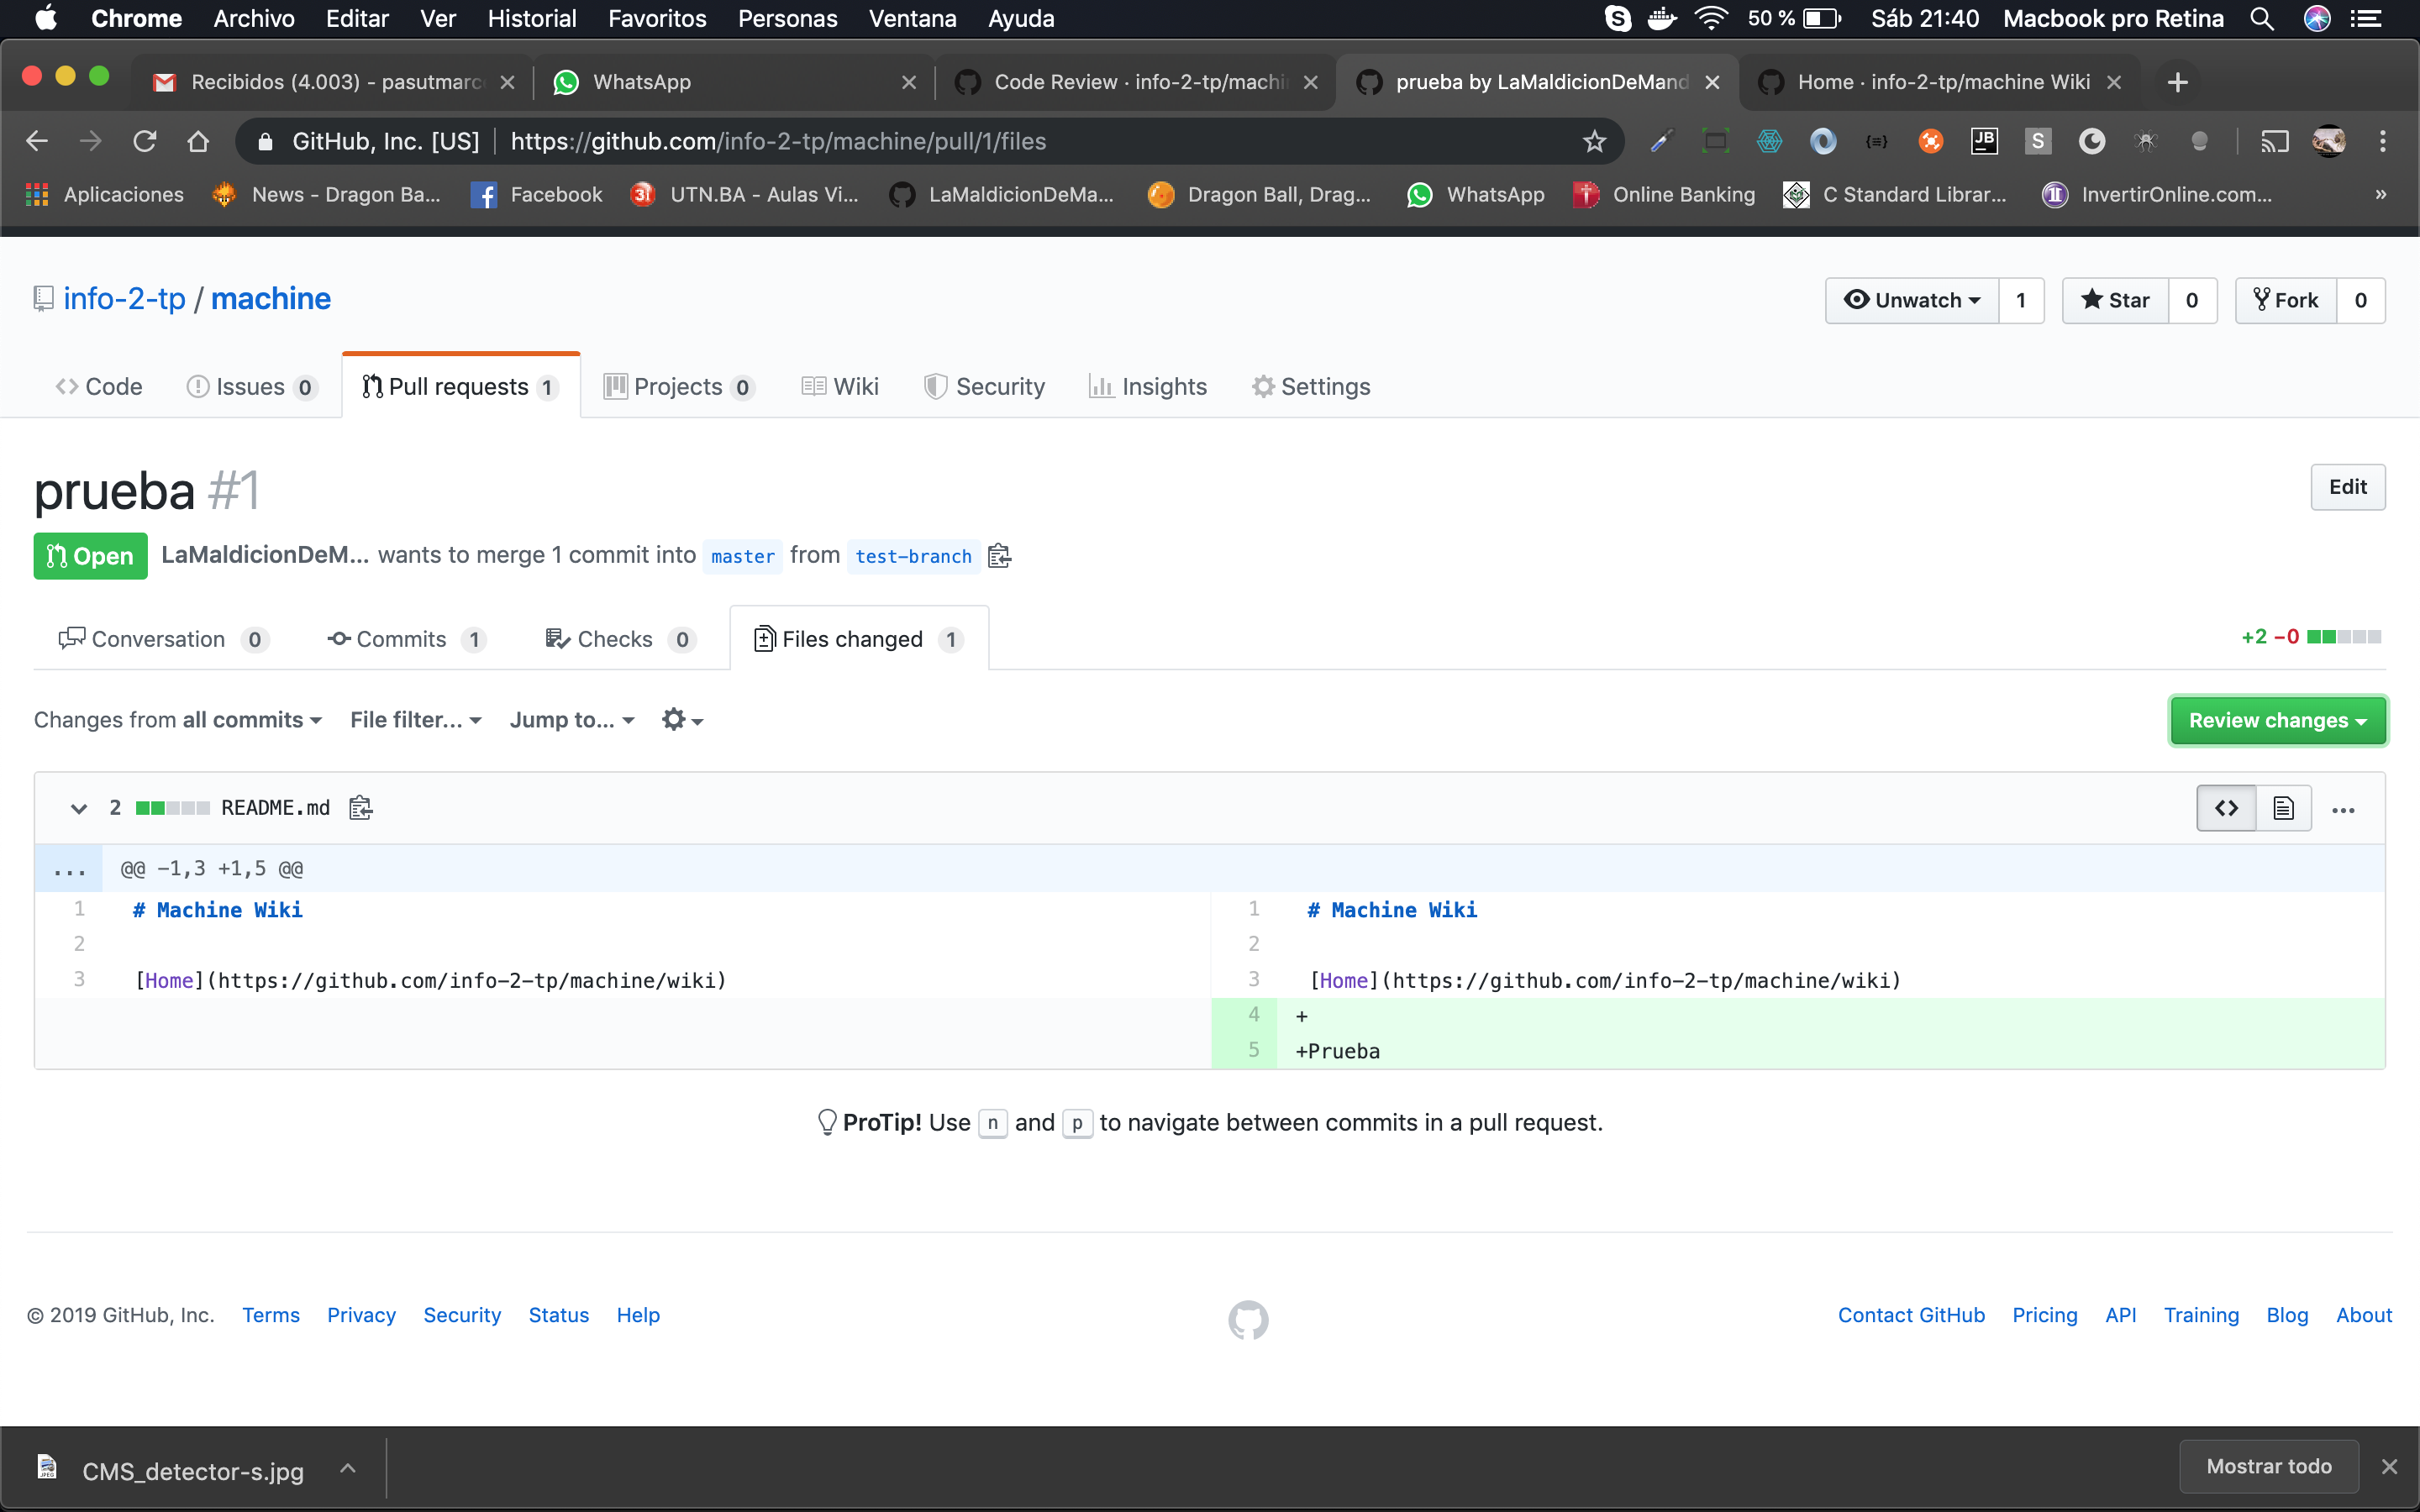 Chrome Archivo Editar Ver Historial Favoritos Personas Ventana Ayuda 50 % Sáb 21:40 Macbook pro Retina
Recibidos (4.003) - pasutmarc WhatsApp Code Review · info-2-tp/machi prueba by LaMaldicionDeMand Home · info-2-tp/machine Wiki
GitHub, Inc. [US] https://github.com/info-2-tp/machine/pull/1/files
Aplicaciones News - Dragon Ba... Facebook UTN.BA - Aulas Vi... LaMaldicionDeMa... Dragon Ball, Drag... WhatsApp Online Banking C Standard Librar... InvertirOnline.com... »
info-2-tp / machine Unwatch 1 Star 0 Fork 0
Code Issues 0 Pull requests 1 Projects 0 Wiki Security Insights Settings
prueba #1 Edit
Open LaMaldicionDeM... wants to merge 1 commit into master from test-branch
Conversation 0 Commits 1 Checks 0 Files changed 1 +2 −0
Changes from all commits File filter... Jump to... Review changes
2 README.md
... @@ -1,3 +1,5 @@
1 # Machine Wiki 1 # Machine Wiki
2 2
3 [Home](https://github.com/info-2-tp/machine/wiki) 3 [Home](https://github.com/info-2-tp/machine/wiki)
4 +
5 +Prueba
ProTip! Use n and p to navigate between commits in a pull request.
© 2019 GitHub, Inc. Terms Privacy Security Status Help Contact GitHub Pricing API Training Blog About
CMS_detector-s.jpg Mostrar todo